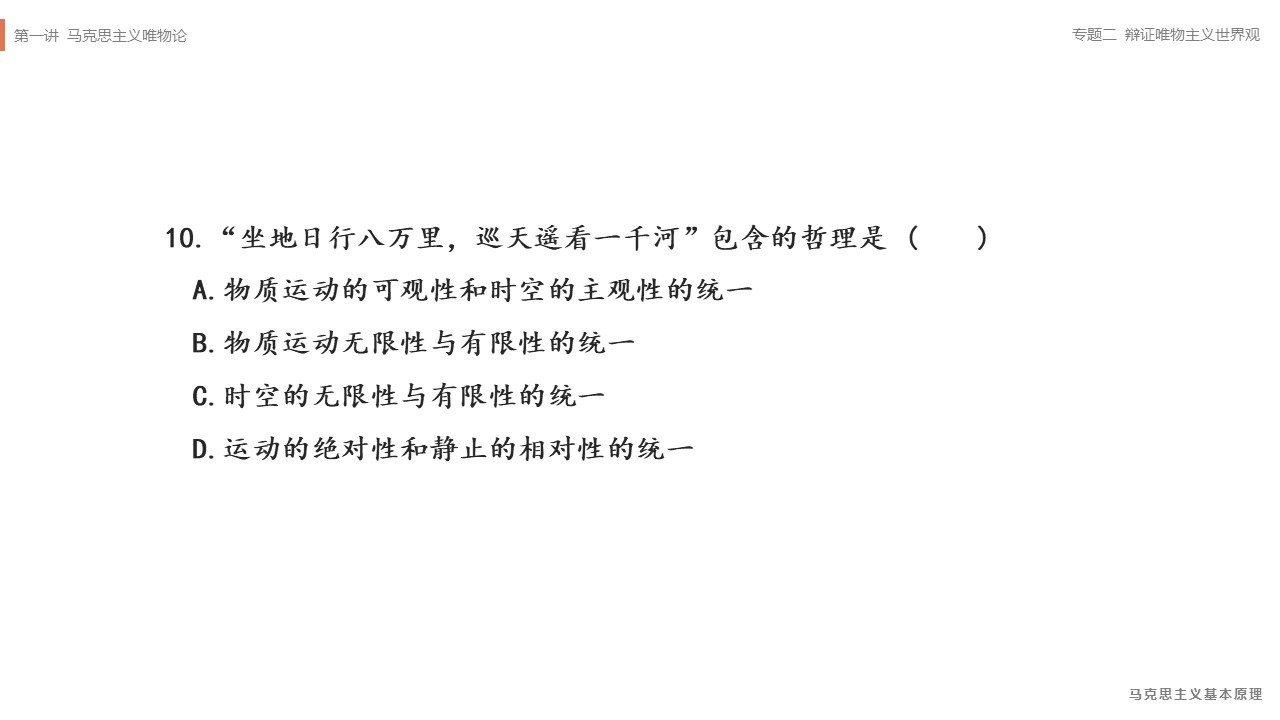 第一讲 马克思主义唯物论
专题二 辩证唯物主义世界观
10. “坐地日行八万里，巡天遥看一千河”包含的哲理是（　　）
A. 物质运动的可观性和时空的主观性的统一
B. 物质运动无限性与有限性的统一
C. 时空的无限性与有限性的统一
D. 运动的绝对性和静止的相对性的统一
马克思主义基本原理